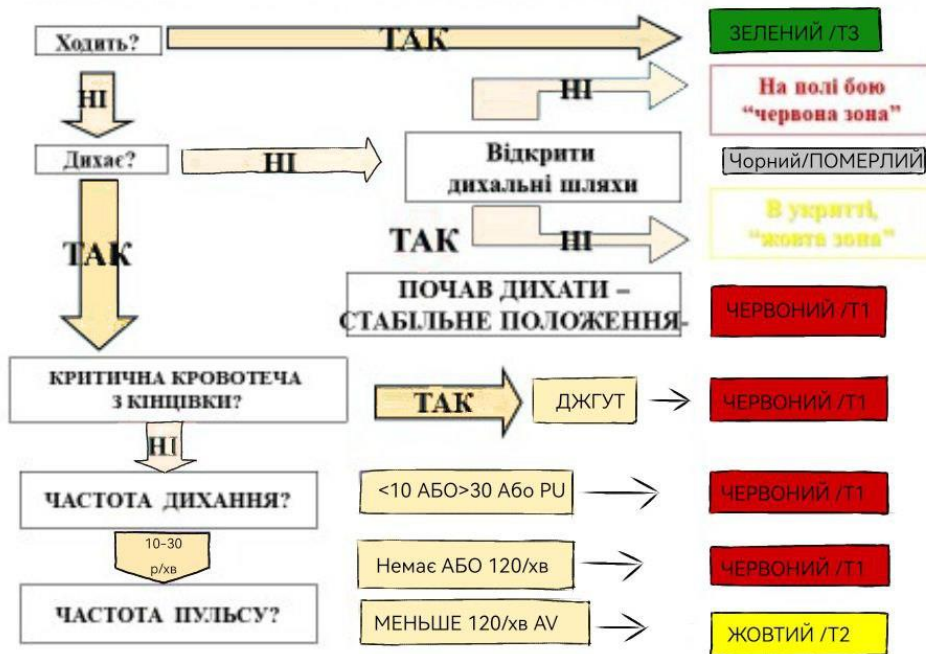 Ходить?
ТАК
ЗЕЛЕНИЙ /Т3
НІ
НІ
На полі бою
“червона зона”
Дихає?
НІ
Відкрити
дихальні шляхи
Чорний/ПОМЕРЛИЙ
ТАК
ТАК
НІ
В укритті,
“жовта зона”
ПОЧАВ ДИХАТИ –
СТАБІЛЬНЕ ПОЛОЖЕННЯ-
ЧЕРВОНИЙ /Т1
КРИТИЧНА КРОВОТЕЧА
З КІНЦІВКИ?
ТАК
ДЖГУТ
ЧЕРВОНИЙ /Т1
НІ
ЧАСТОТА ДИХАННЯ?
<10 АБО>30 Або PU
ЧЕРВОНИЙ /Т1
10-30
р/хв
Немає АБО 120/хв
ЧЕРВОНИЙ /Т1
ЧАСТОТА ПУЛЬСУ?
МЕНЬШЕ 120/хв AV
ЖОВТИЙ /Т2